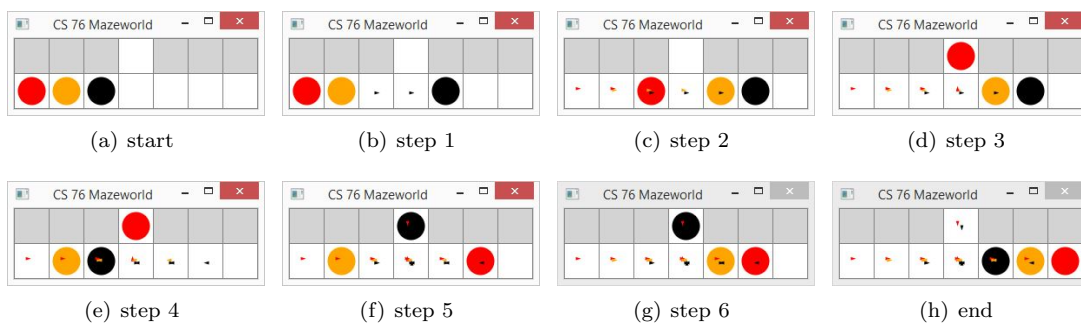 CS 76 Mazeworld
CS 76 Mazeworld
CS 76 Mazeworld
CS 76 Mazeworld
(a) start
(b) step 1
(c) step 2
(d) step 3
CS 76 Mazeworld
CS 76 Mazeworld
CS 76 Mazeworld
CS 76 Mazeworld
(e) step 4
(f) step 5
(g) step 6
(h) end